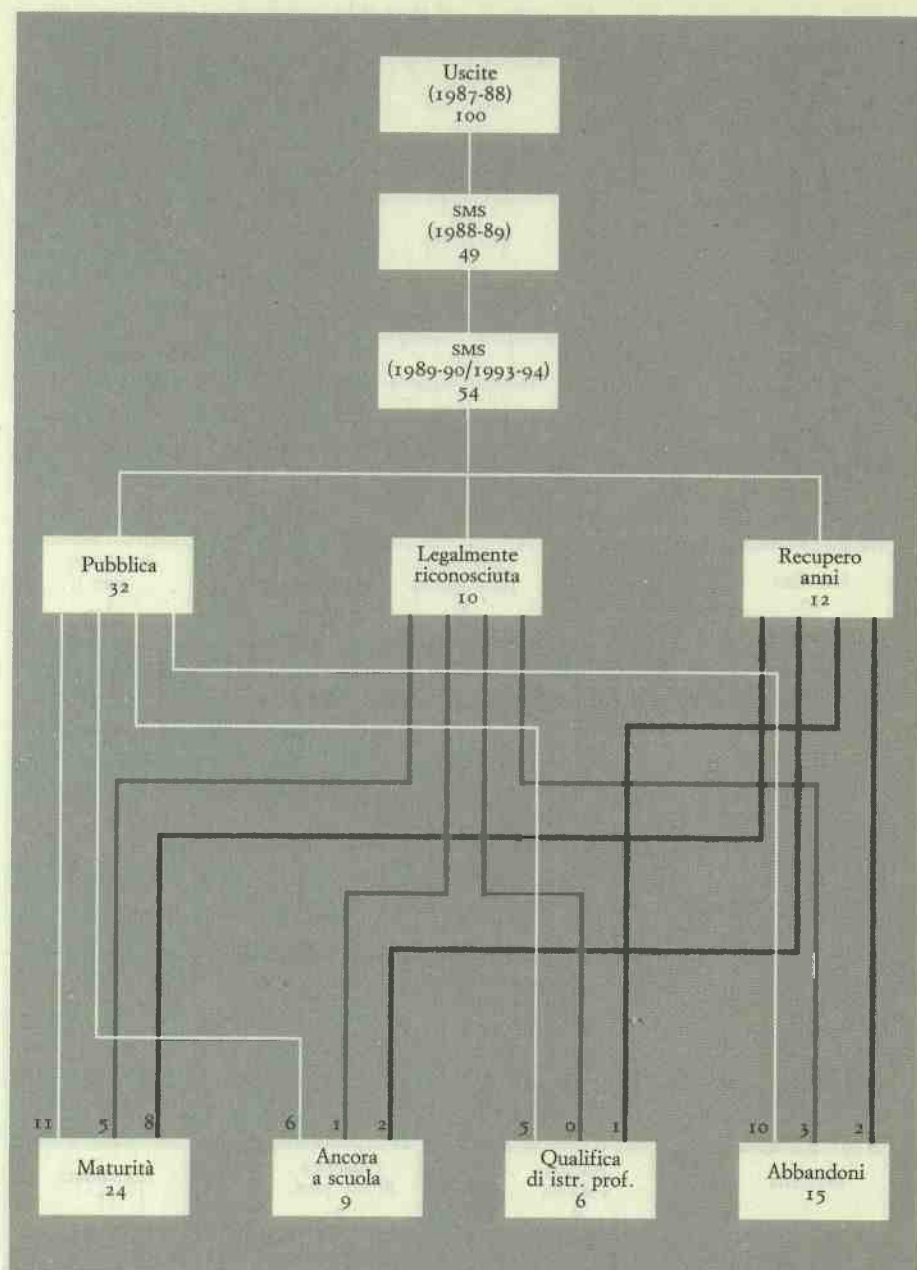 Uscite
(1987-88)
100
SMS
(1988-89)
49
SMS
(1989-90/1993-94)
54
Pubblica
32
Legalmente
riconosciuta
10
Recupero
anni
12
11 5 8 6 1 2 5 0 1 10 3 2
Maturità
24
Ancora
a scuola
9
Qualifica
di istr. prof.
6
Abbandoni
15